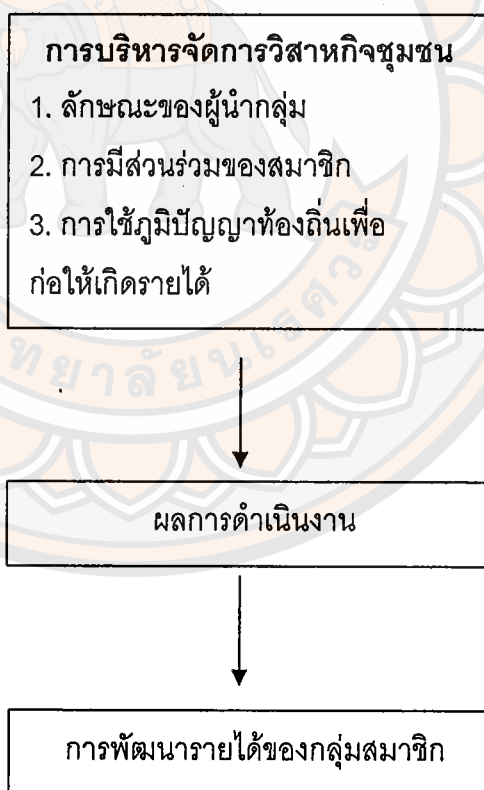 การบริหารจัดการวิสาหกิจชุมชน
1. ลักษณะของผู้นำกลุ่ม
2. การมีส่วนร่วมของสมาชิก
3. การใช้ภูมิปัญญาท้องถิ่นเพื่อ
ก่อให้เกิดรายได้
ผลการดำเนินงาน
การพัฒนารายได้ของกลุ่มสมาชิก